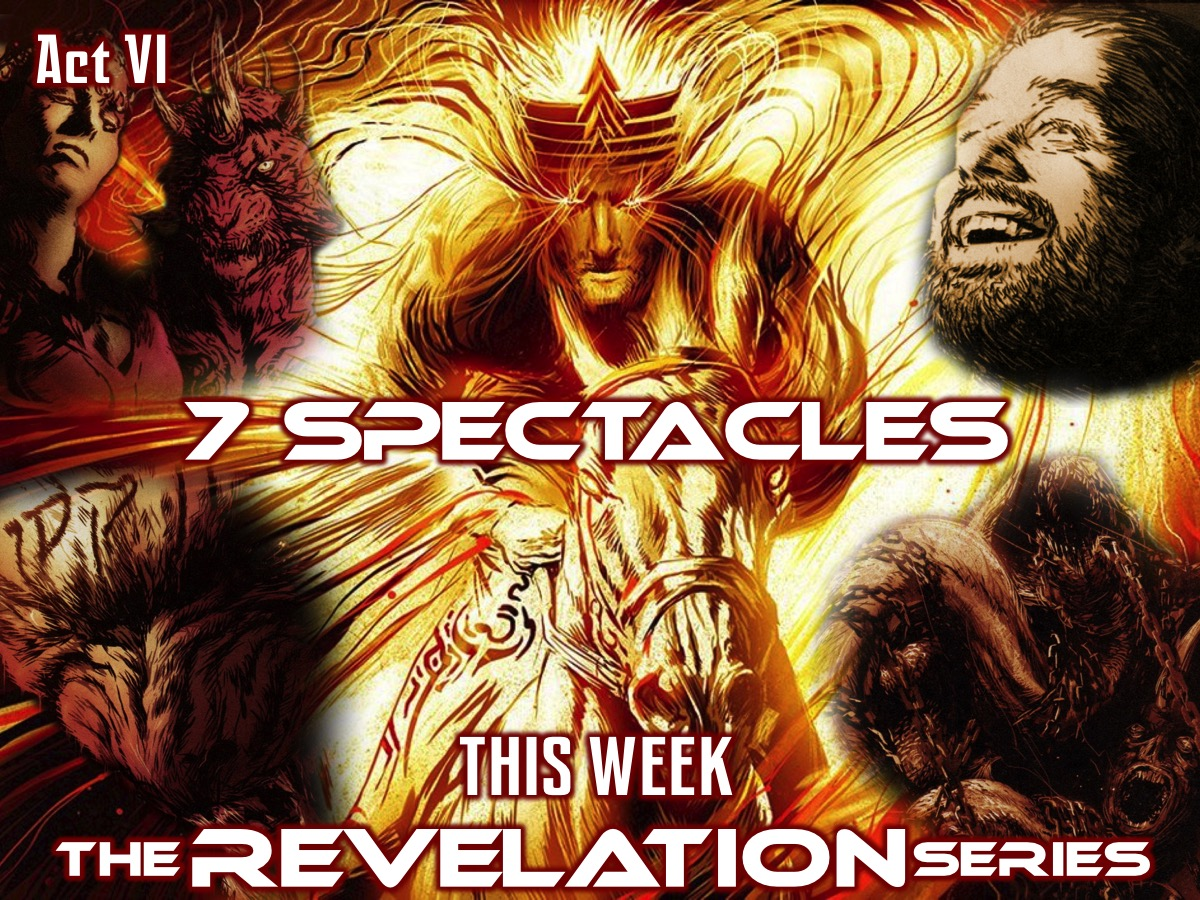 Act VI
7 SPECTACLES
THIS WEEK
THE REVELATION SERIES